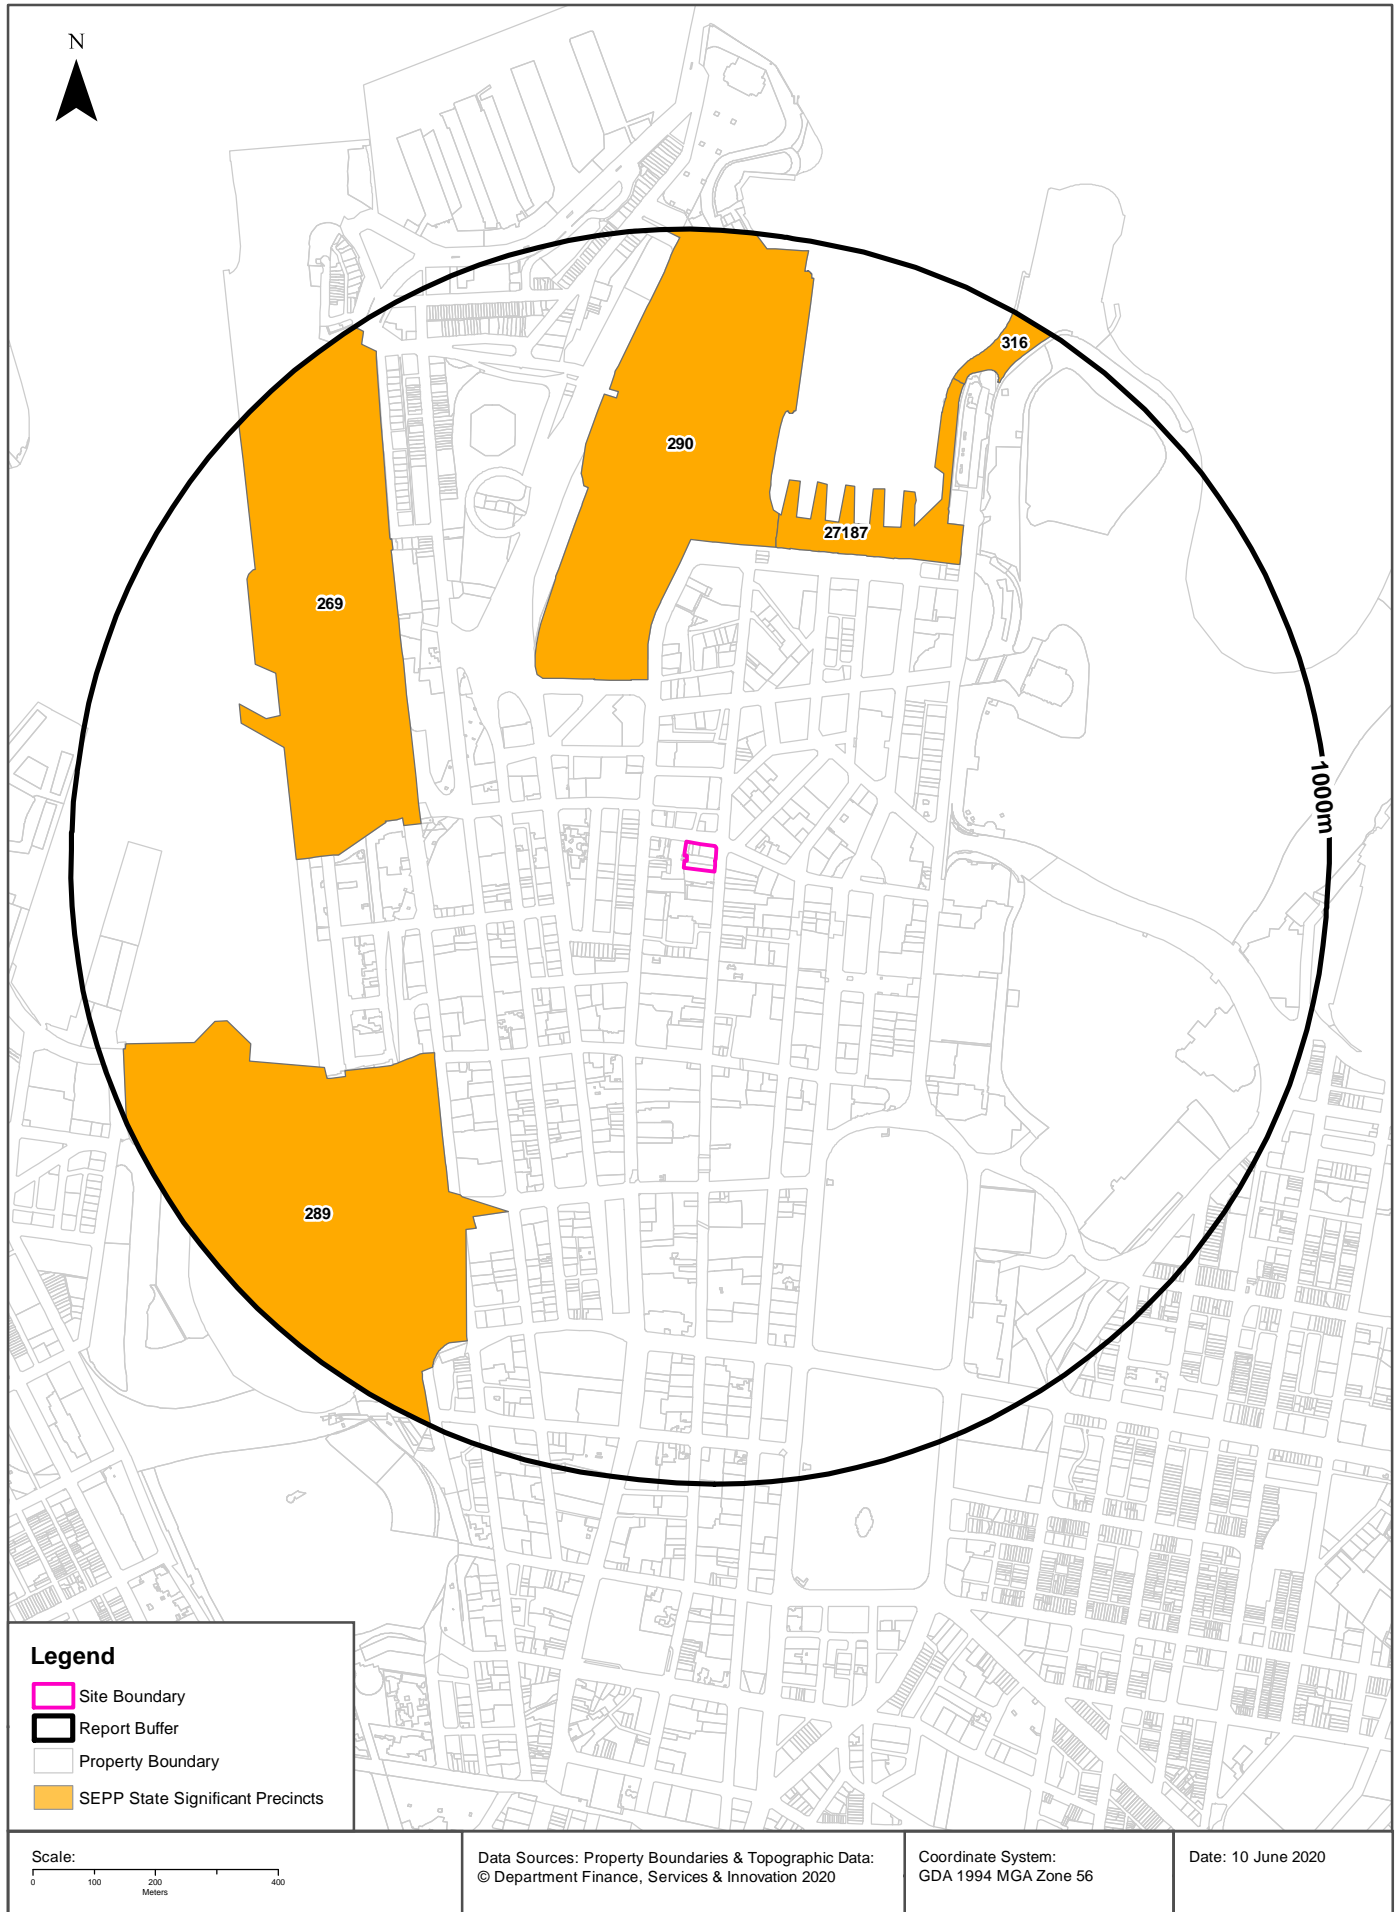 N
316
290
27187
269
1000m
289
Legend
Site Boundary
Report Buffer
Property Boundary
SEPP State Significant Precincts
Scale:
0 100 200 400
Meters
Data Sources: Property Boundaries & Topographic Data:
© Department Finance, Services & Innovation 2020
Coordinate System:
GDA 1994 MGA Zone 56
Date: 10 June 2020